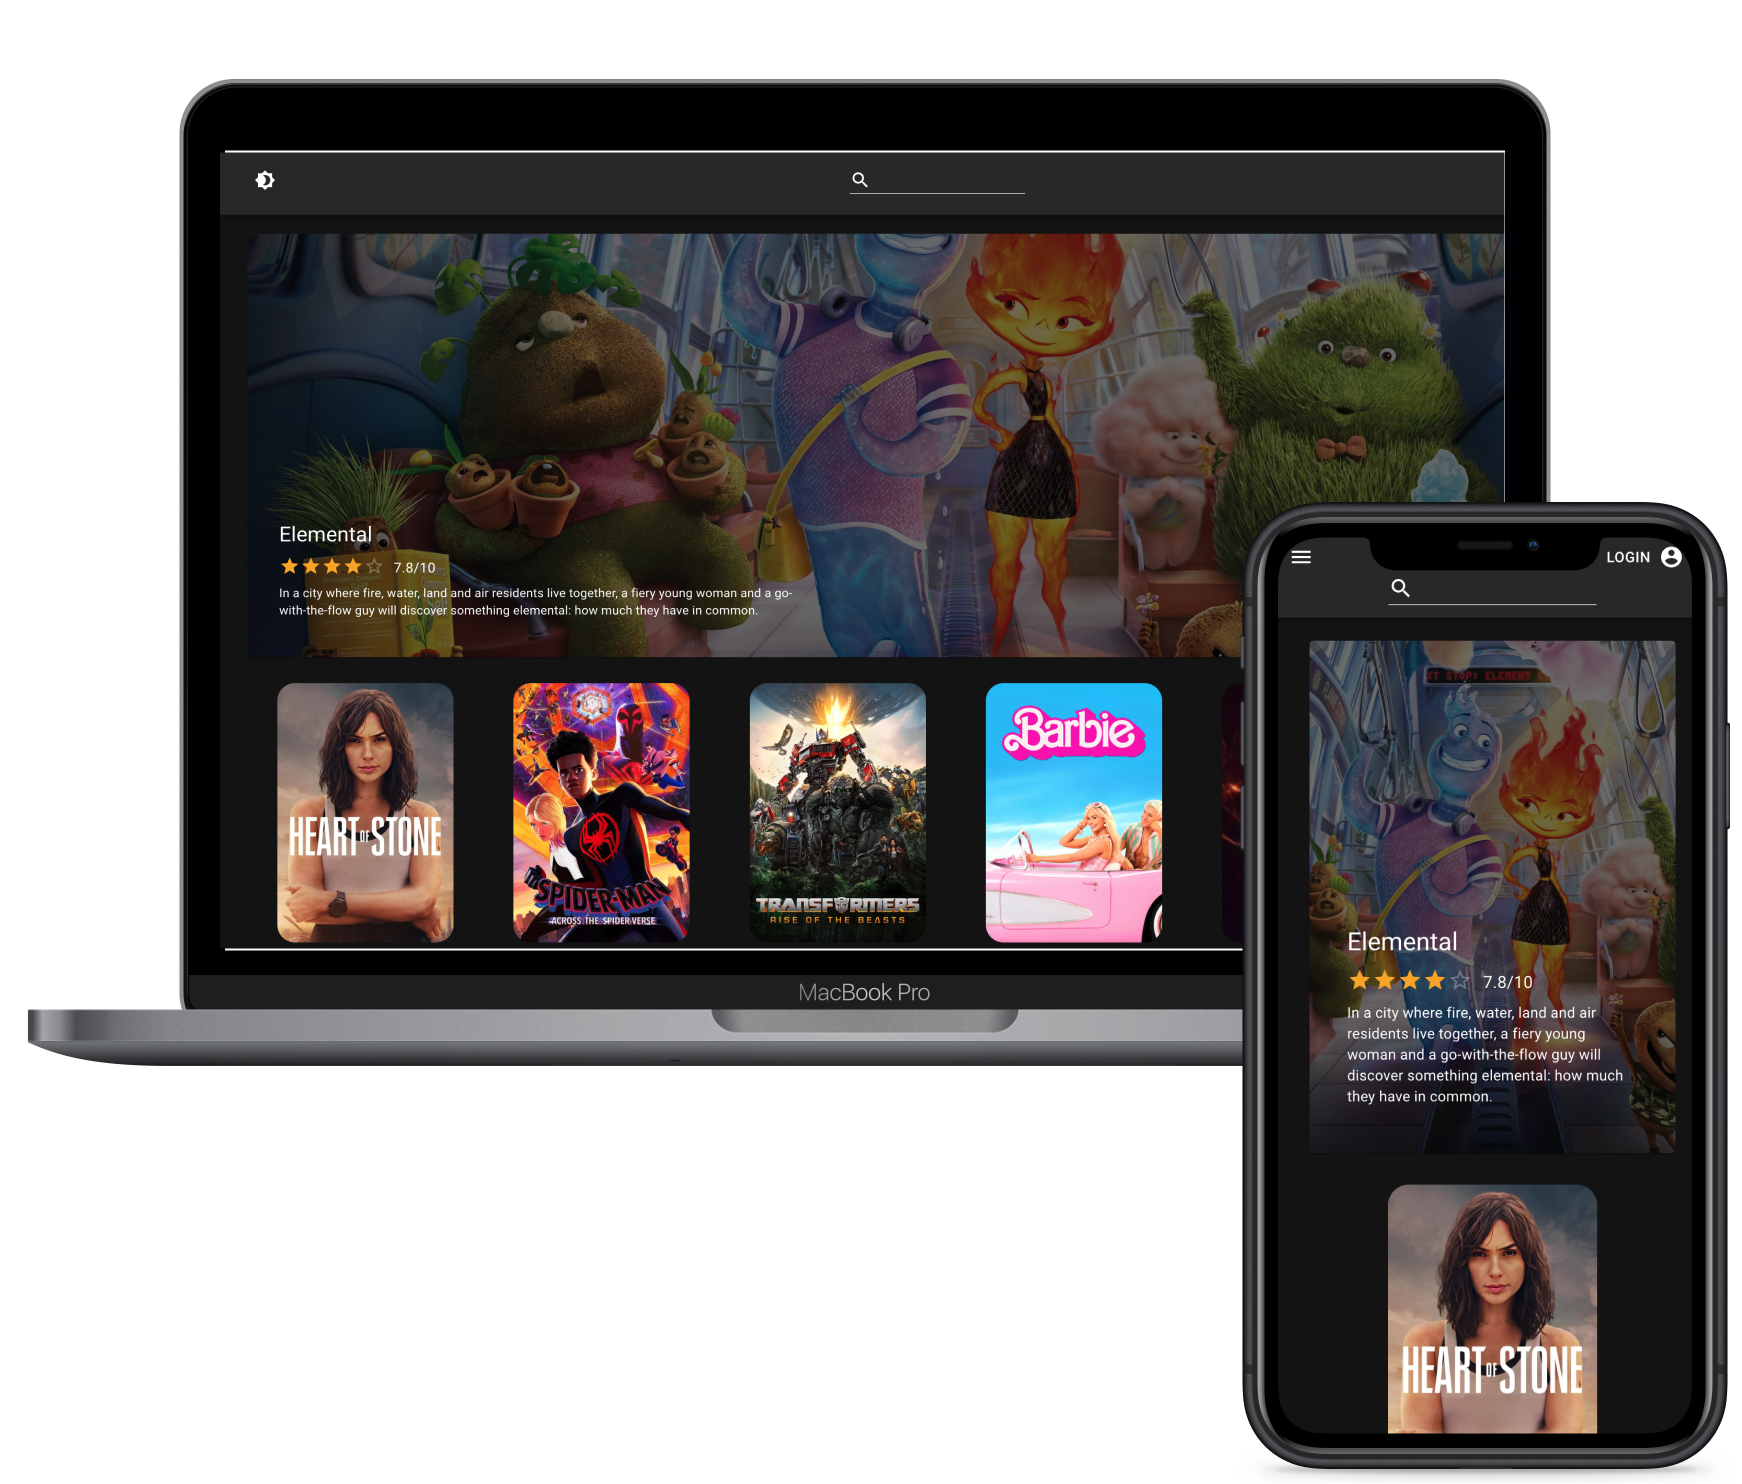 Elemental
7.8/10
In a city where fire, water, land and air residents live together, a fiery young woman and a go-
with-the-flow guy will discover something elemental: how much they have in common.
HEART OF STONE
SPIDER-MAN
ACROSS THE SPIDER-VERSE
TRANSFORMERS
RISE OF THE BEASTS
Barbie
MacBook Pro
LOGIN
XT STOP: ELEMENT
Elemental
7.8/10
In a city where fire, water, land and air
residents live together, a fiery young
woman and a go-with-the-flow guy will
discover something elemental: how much
they have in common.
HEART OF STONE